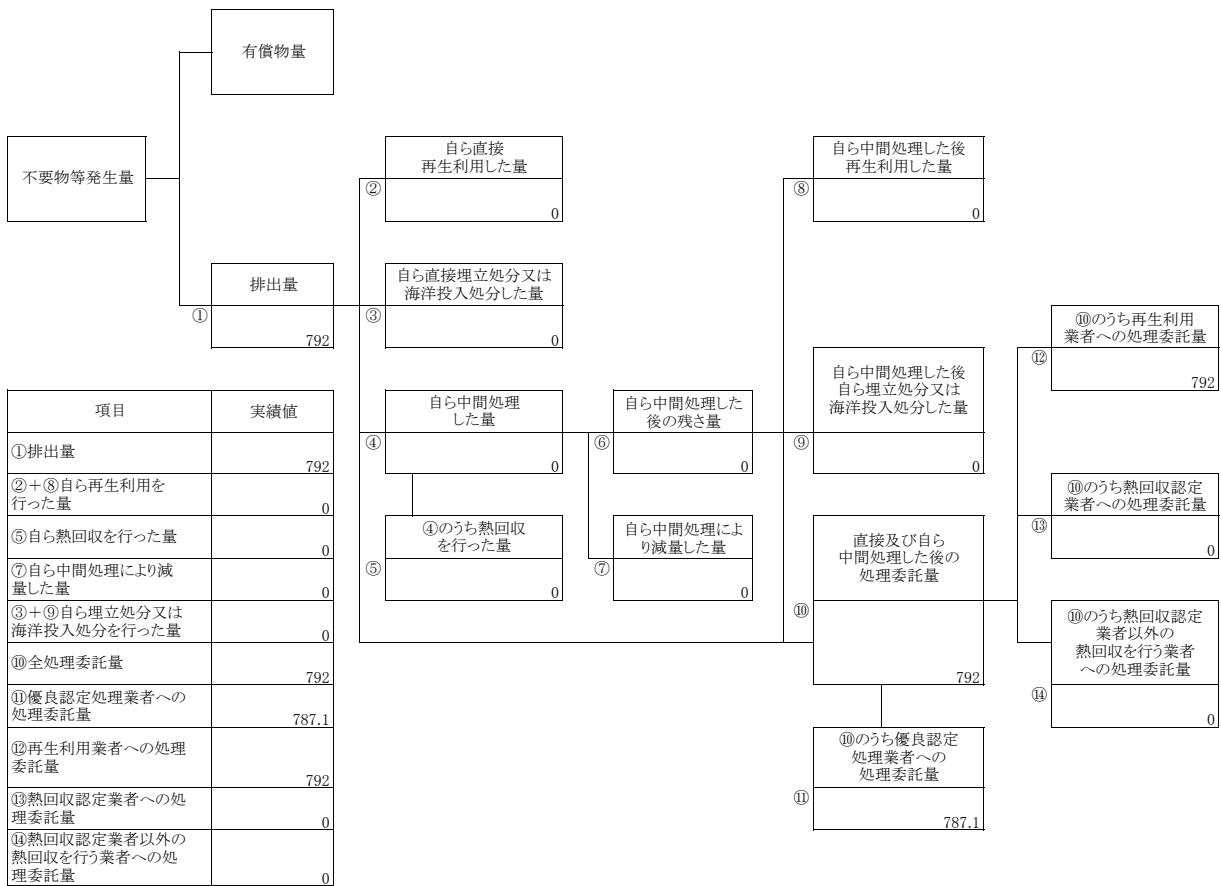 有償物量
不要物等発生量
自ら直接
再生利用した量
②
0
自ら中間処理した後
再生利用した量
⑧
0
排出量
①
792
自ら直接埋立処分又は
海洋投入処分した量
③
0
⑩のうち再生利用
業者への処理委託量
⑫
792
自ら中間処理
した量
④
0
自ら中間処理した
後の残さ量
⑥
0
自ら中間処理した後
自ら埋立処分又は
海洋投入処分した量
⑨
0
⑩のうち熱回収認定
業者への処理委託量
⑬
0
④のうち熱回収
を行った量
⑤
0
自ら中間処理によ
り減量した量
⑦
0
直接及び自ら
中間処理した後の
処理委託量
⑩
792
⑩のうち熱回収認定
業者以外の
熱回収を行う業者
への処理委託量
⑭
0
⑩のうち優良認定
処理業者への
処理委託量
⑪
787.1
項目 実績値
①排出量
792
②+⑧自ら再生利用を
行った量 0
⑤自ら熱回収を行った量
0
⑦自ら中間処理により減
量した量 0
③+⑨自ら埋立処分又は
海洋投入処分を行った量 0
⑩全処理委託量
792
⑪優良認定処理業者への
処理委託量 787.1
⑫再生利用業者への処理
委託量 792
⑬熱回収認定業者への処
理委託量 0
⑭熱回収認定業者以外の
熱回収を行う業者への処
理委託量 0